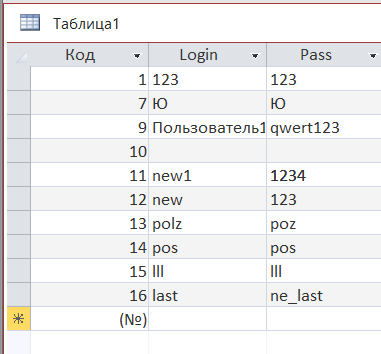 Таблица1
Код Login Pass
1 123 123
7 Ю Ю
9 Пользователь1 qwert123
10
11 new1 1234
12 new 123
13 polz poz
14 pos pos
15 lll lll
16 last ne_last
(№)